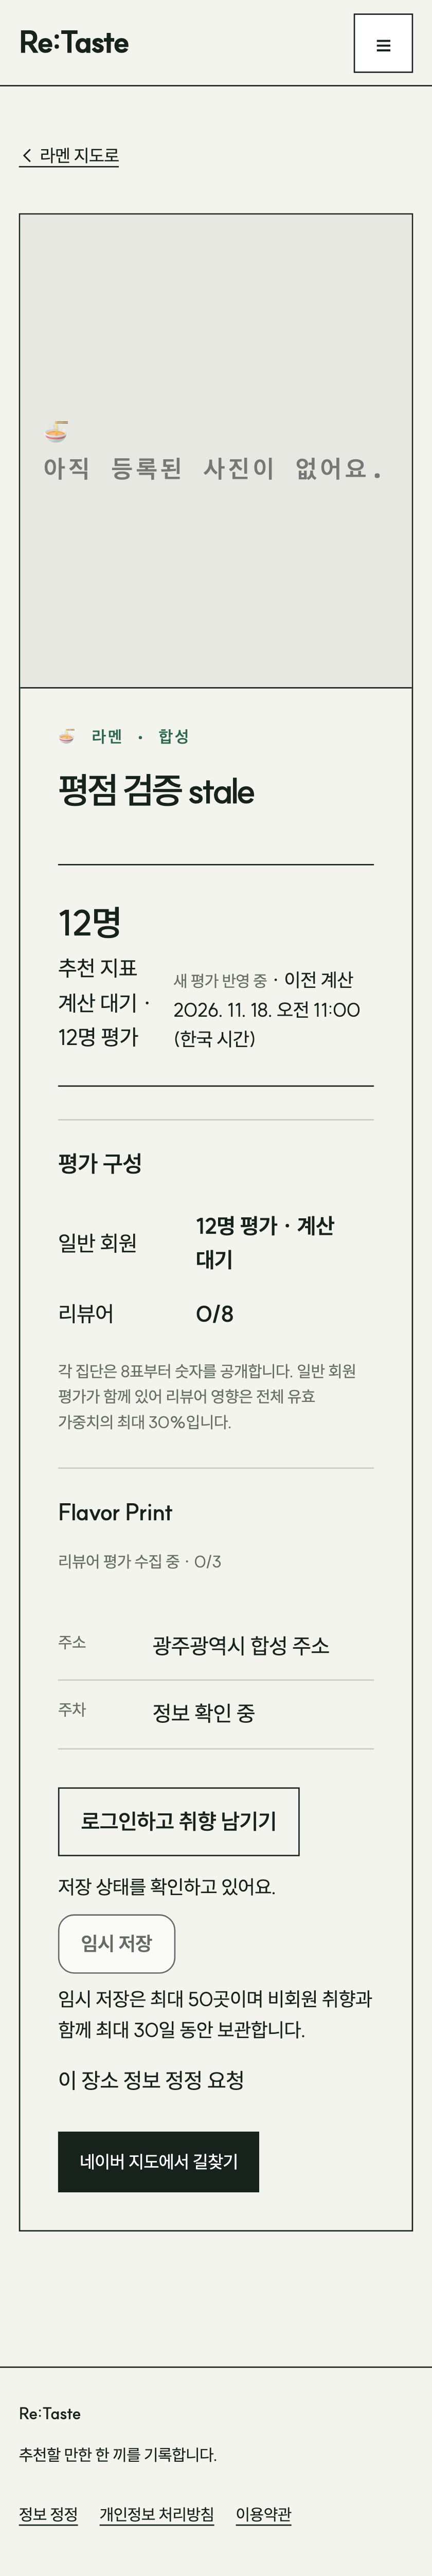 Re:Taste
라멘 지도로
아직 등록된 사진이 없어요.
라멘 · 합성
평점 검증 stale
12명
추천 지표
계산 대기 ·
12명 평가
새 평가 반영 중 · 이전 계산
2026. 11. 18. 오전 11:00
(한국 시간)
평가 구성
일반 회원
12명 평가 · 계산
대기
리뷰어
0/8
각 집단은 8표부터 숫자를 공개합니다. 일반 회원
평가가 함께 있어 리뷰어 영향은 전체 유효
가중치의 최대 30%입니다.
Flavor Print
리뷰어 평가 수집 중 · 0/3
주소
광주광역시 합성 주소
주차
정보 확인 중
로그인하고 취향 남기기
저장 상태를 확인하고 있어요.
임시 저장
임시 저장은 최대 50곳이며 비회원 취향과
함께 최대 30일 동안 보관합니다.
이 장소 정보 정정 요청
네이버 지도에서 길찾기
Re:Taste
추천할 만한 한 끼를 기록합니다.
정보 정정 개인정보 처리방침 이용약관